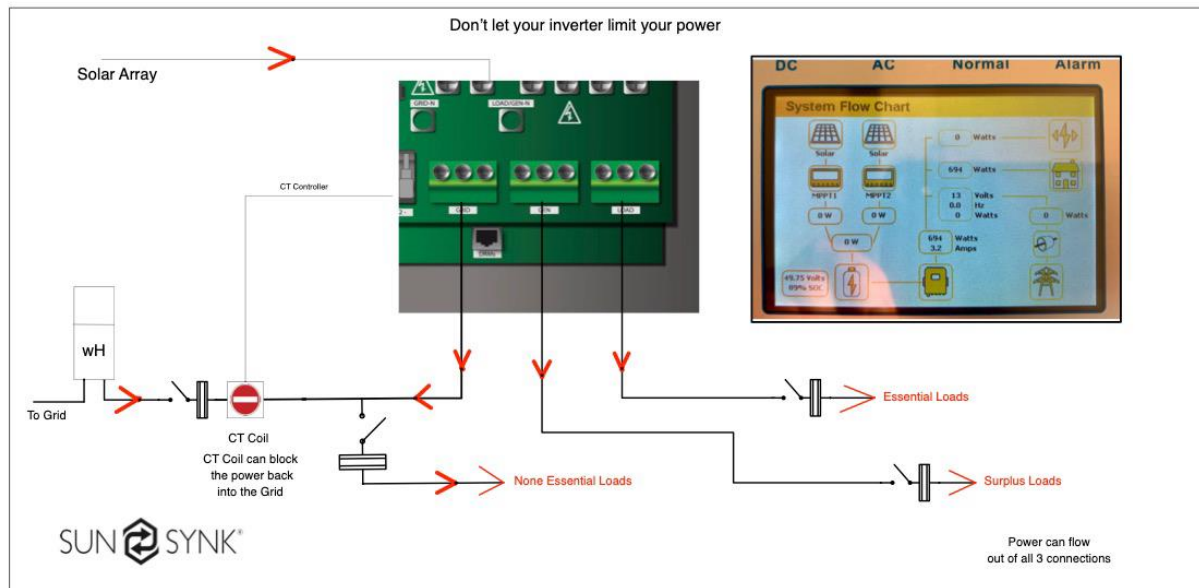 Don't let your inverter limit your power
Solar Array
CT Controller
GRID-N
LOAD/GEN-N
GRID
GEN
LOAD
DRMs
DC AC Normal Alarm
System Flow Chart
Solar Solar
MPPT1 MPPT2
0 W 0 W
0 W
49.75 Volts
89% SOC
0 Watts
694 Watts
13 Volts
0.0 Hz
0 Watts
694 Watts
3.2 Amps
0 Watts
wH
To Grid
CT Coil
CT Coil can block
the power back
into the Grid
None Essential Loads
Essential Loads
Surplus Loads
SUN SYNK®
Power can flow
out of all 3 connections